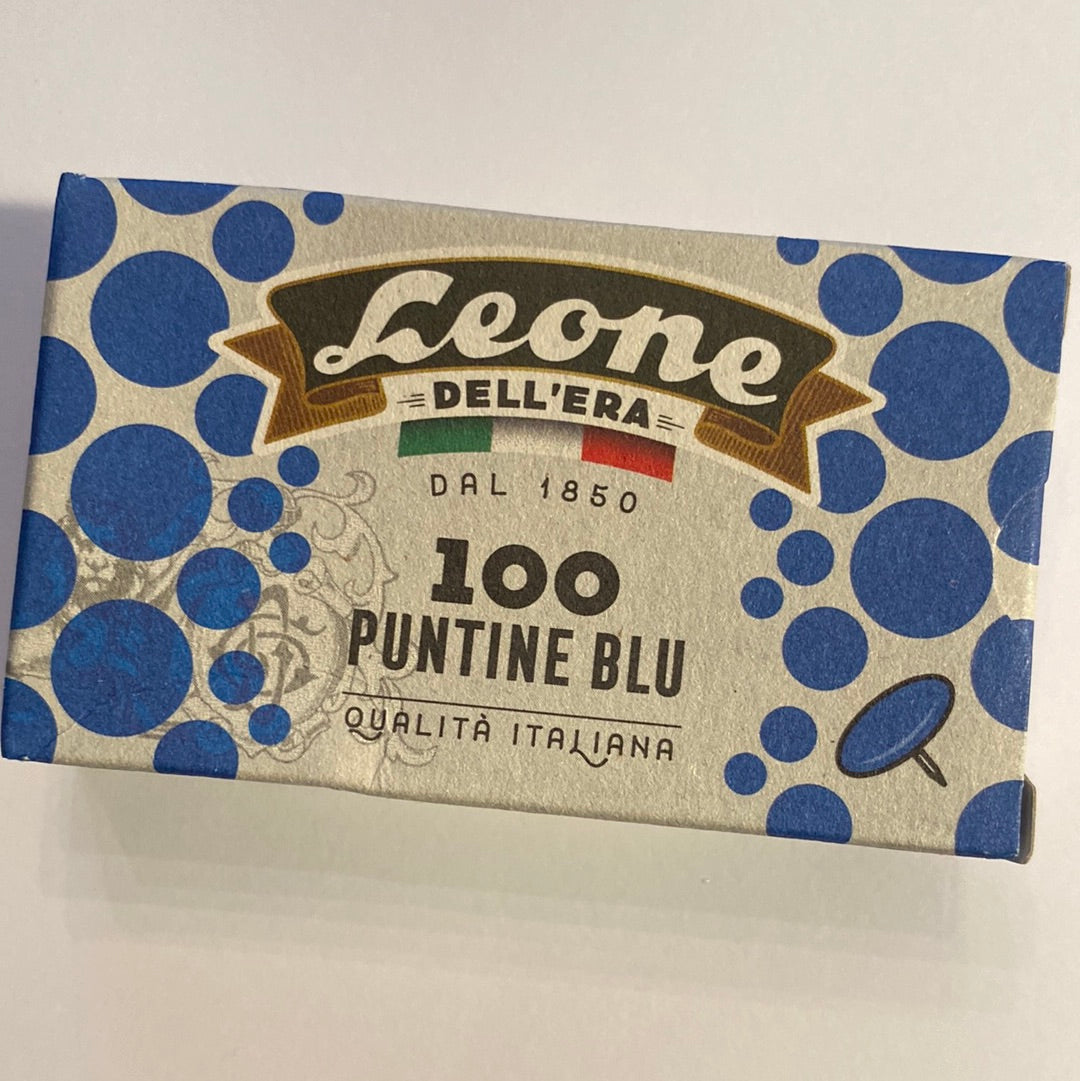 Leone
DELL'ERA
DAL 1850
100
PUNTINE BLU
QUALITÀ ITALIANA